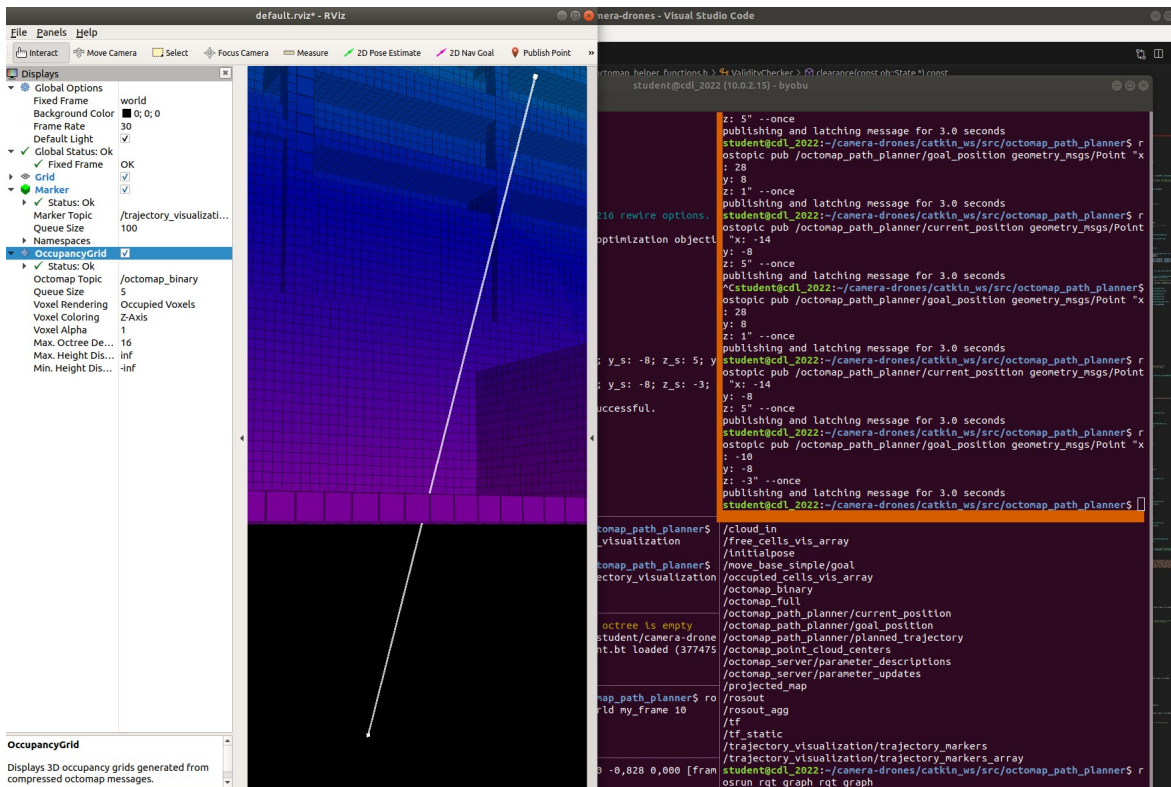 default.rviz* - RViz
mera-drones - Visual Studio Code
File Panels Help
Interact Move Camera Select Focus Camera Measure 2D Pose Estimate 2D Nav Goal Publish Point »
Displays
Global Options
Fixed Frame world
Background Color 0; 0; 0
Frame Rate 30
Default Light
Global Status: Ok
Fixed Frame OK
Grid
Marker
Status: Ok
Marker Topic /trajectory_visualizati...
Queue Size 100
Namespaces
OccupancyGrid
Status: Ok
Octomap Topic /octomap_binary
Queue Size 5
Voxel Rendering Occupied Voxels
Voxel Coloring Z-Axis
Voxel Alpha 1
Max. Octree De... 16
Max. Height Dis... inf
Min. Height Dis... -inf
OccupancyGrid
Displays 3D occupancy grids generated from
compressed octomap messages.
ctomap_helper_functions.h > ValidityChecker > clearance(const ob::State *) const
student@cdl_2022 (10.0.2.15) - byobu
216 rewire options.
optimization objecti
; y_s: -8; z_s: 5; y
; y_s: -8; z_s: -3;
uccessful.
z: 5" --once
publishing and latching message for 3.0 seconds
student@cdl_2022:~/camera-drones/catkin_ws/src/octomap_path_planner$ r
ostopic pub /octomap_path_planner/goal_position geometry_msgs/Point "x
: 28
y: 8
z: 1" --once
publishing and latching message for 3.0 seconds
student@cdl_2022:~/camera-drones/catkin_ws/src/octomap_path_planner$ r
ostopic pub /octomap_path_planner/current_position geometry_msgs/Point
"x: -14
y: -8
z: 5" --once
publishing and latching message for 3.0 seconds
^Cstudent@cdl_2022:~/camera-drones/catkin_ws/src/octomap_path_planner$
ostopic pub /octomap_path_planner/goal_position geometry_msgs/Point "x
: 28
y: 8
z: 1" --once
publishing and latching message for 3.0 seconds
student@cdl_2022:~/camera-drones/catkin_ws/src/octomap_path_planner$ r
ostopic pub /octomap_path_planner/current_position geometry_msgs/Point
"x: -14
y: -8
z: 5" --once
publishing and latching message for 3.0 seconds
student@cdl_2022:~/camera-drones/catkin_ws/src/octomap_path_planner$ r
ostopic pub /octomap_path_planner/goal_position geometry_msgs/Point "x
: -10
y: -8
z: -3" --once
publishing and latching message for 3.0 seconds
student@cdl_2022:~/camera-drones/catkin_ws/src/octomap_path_planner$
tomap_path_planner$
_visualization
tomap_path_planner$
ectory_visualization
octree is empty
student/camera-drone
nt.bt loaded (377475
map_path_planner$ ro
rld my_frame 10
0 -0,828 0,000 [fram
/cloud_in
/free_cells_vis_array
/initialpose
/move_base_simple/goal
/occupied_cells_vis_array
/octomap_binary
/octomap_full
/octomap_path_planner/current_position
/octomap_path_planner/goal_position
/octomap_path_planner/planned_trajectory
/octomap_point_cloud_centers
/octomap_server/parameter_descriptions
/octomap_server/parameter_updates
/projected_map
/rosout
/rosout_agg
/tf
/tf_static
/trajectory_visualization/trajectory_markers
/trajectory_visualization/trajectory_markers_array
student@cdl_2022:~/camera-drones/catkin_ws/src/octomap_path_planner$ r
osrun rqt_graph rqt_graph